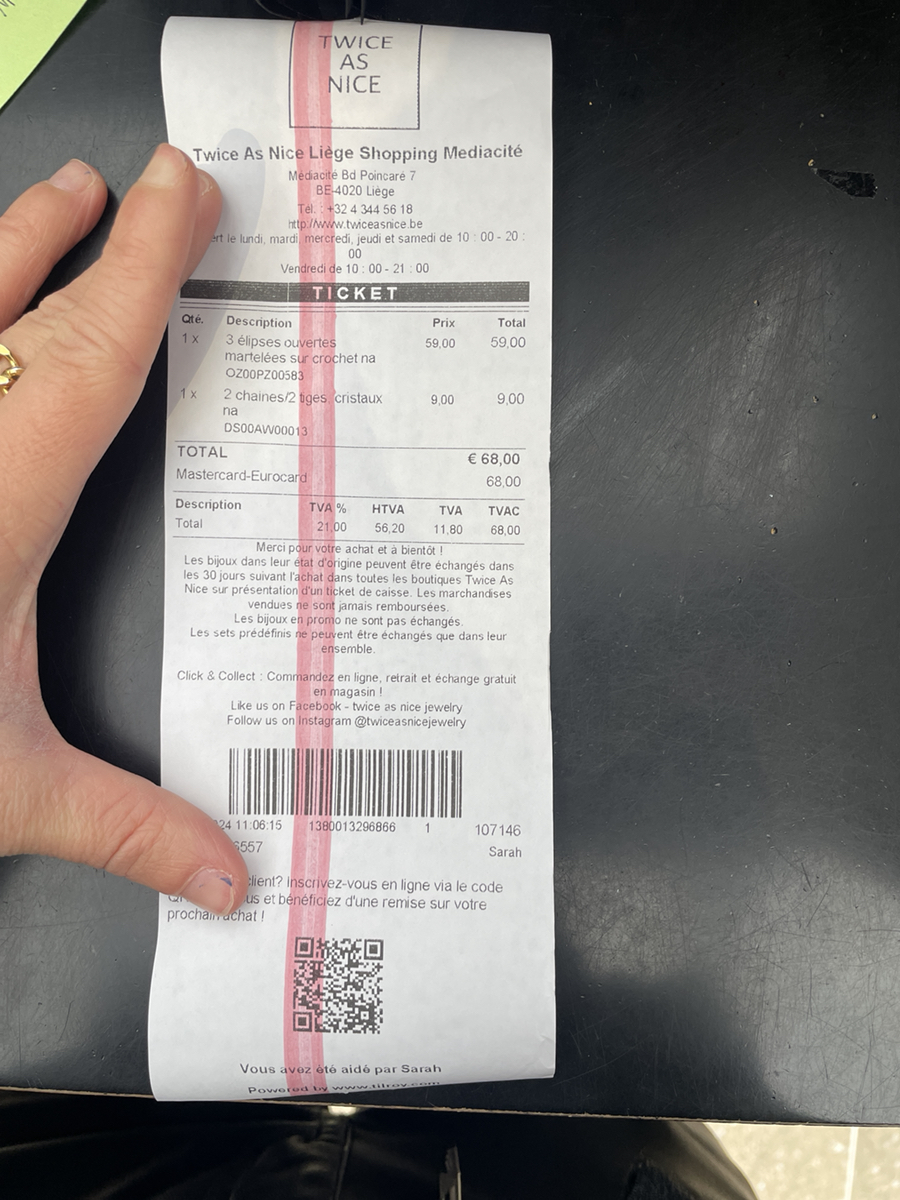 TWICE
AS
NICE
Twice As Nice Liège Shopping Mediacité
Médiacité Bd Poincaré 7
BE-4020 Liège
Tél. : +32 4 344 56 18
http://www.twiceasnice.be
le lundi, mardi, mercredi, jeudi et samedi de 10 : 00 - 20 :
00
Vendredi de 10 : 00 - 21 : 00
TICKET
Qté. Description Prix Total
1 x 3 élipses ouvertes 59,00 59,00
martelées sur crochet na
OZ00PZ00583
1 x 2 chaines/2 tiges, cristaux 9,00 9,00
na
DS00AW00013
TOTAL € 68,00
Mastercard-Eurocard 68,00
Description TVA % HTVA TVA TVAC
Total 21,00 56,20 11,80 68,00
Merci pour votre achat et à bientôt !
Les bijoux dans leur état d'origine peuvent être échangés dans
les 30 jours suivant l'achat dans toutes les boutiques Twice As
Nice sur présentation d'un ticket de caisse. Les marchandises
vendues ne sont jamais remboursées.
Les bijoux en promo ne sont pas échangés.
Les sets prédéfinis ne peuvent être échangés que dans leur
ensemble.
Click & Collect : Commandez en ligne, retrait et échange gratuit
en magasin !
Like us on Facebook - twice as nice jewelry
Follow us on Instagram @twiceasnicejewelry
11:06:15 1380013296866 1 107146
Sarah
client? Inscrivez-vous en ligne via le code
et bénéficiez d'une remise sur votre
prochain achat !
Vous avez été aidé par Sarah
Powered by www.tilroy.com